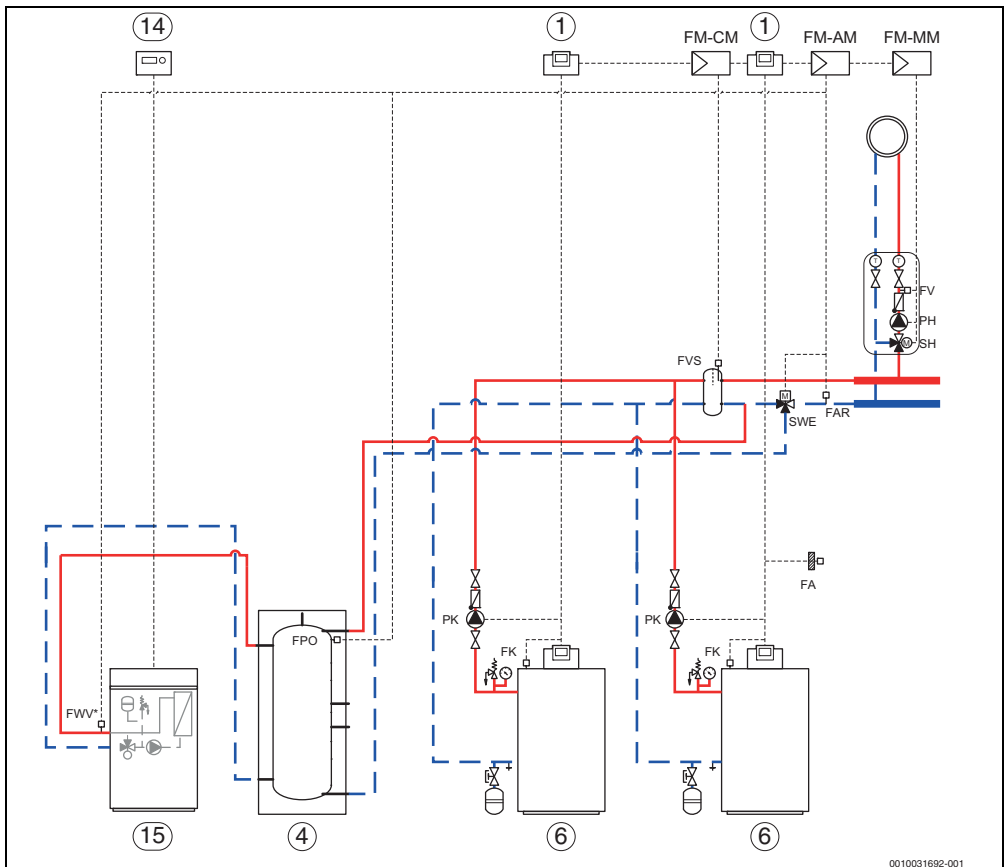 14
1
1
FM-CM
FM-AM
FM-MM
T
T
FV
PH
M
SH
FVS
M
SWE
FAR
FA
PK
PK
FPO
FK
FK
FWV*
15
4
6
6
0010031692-001